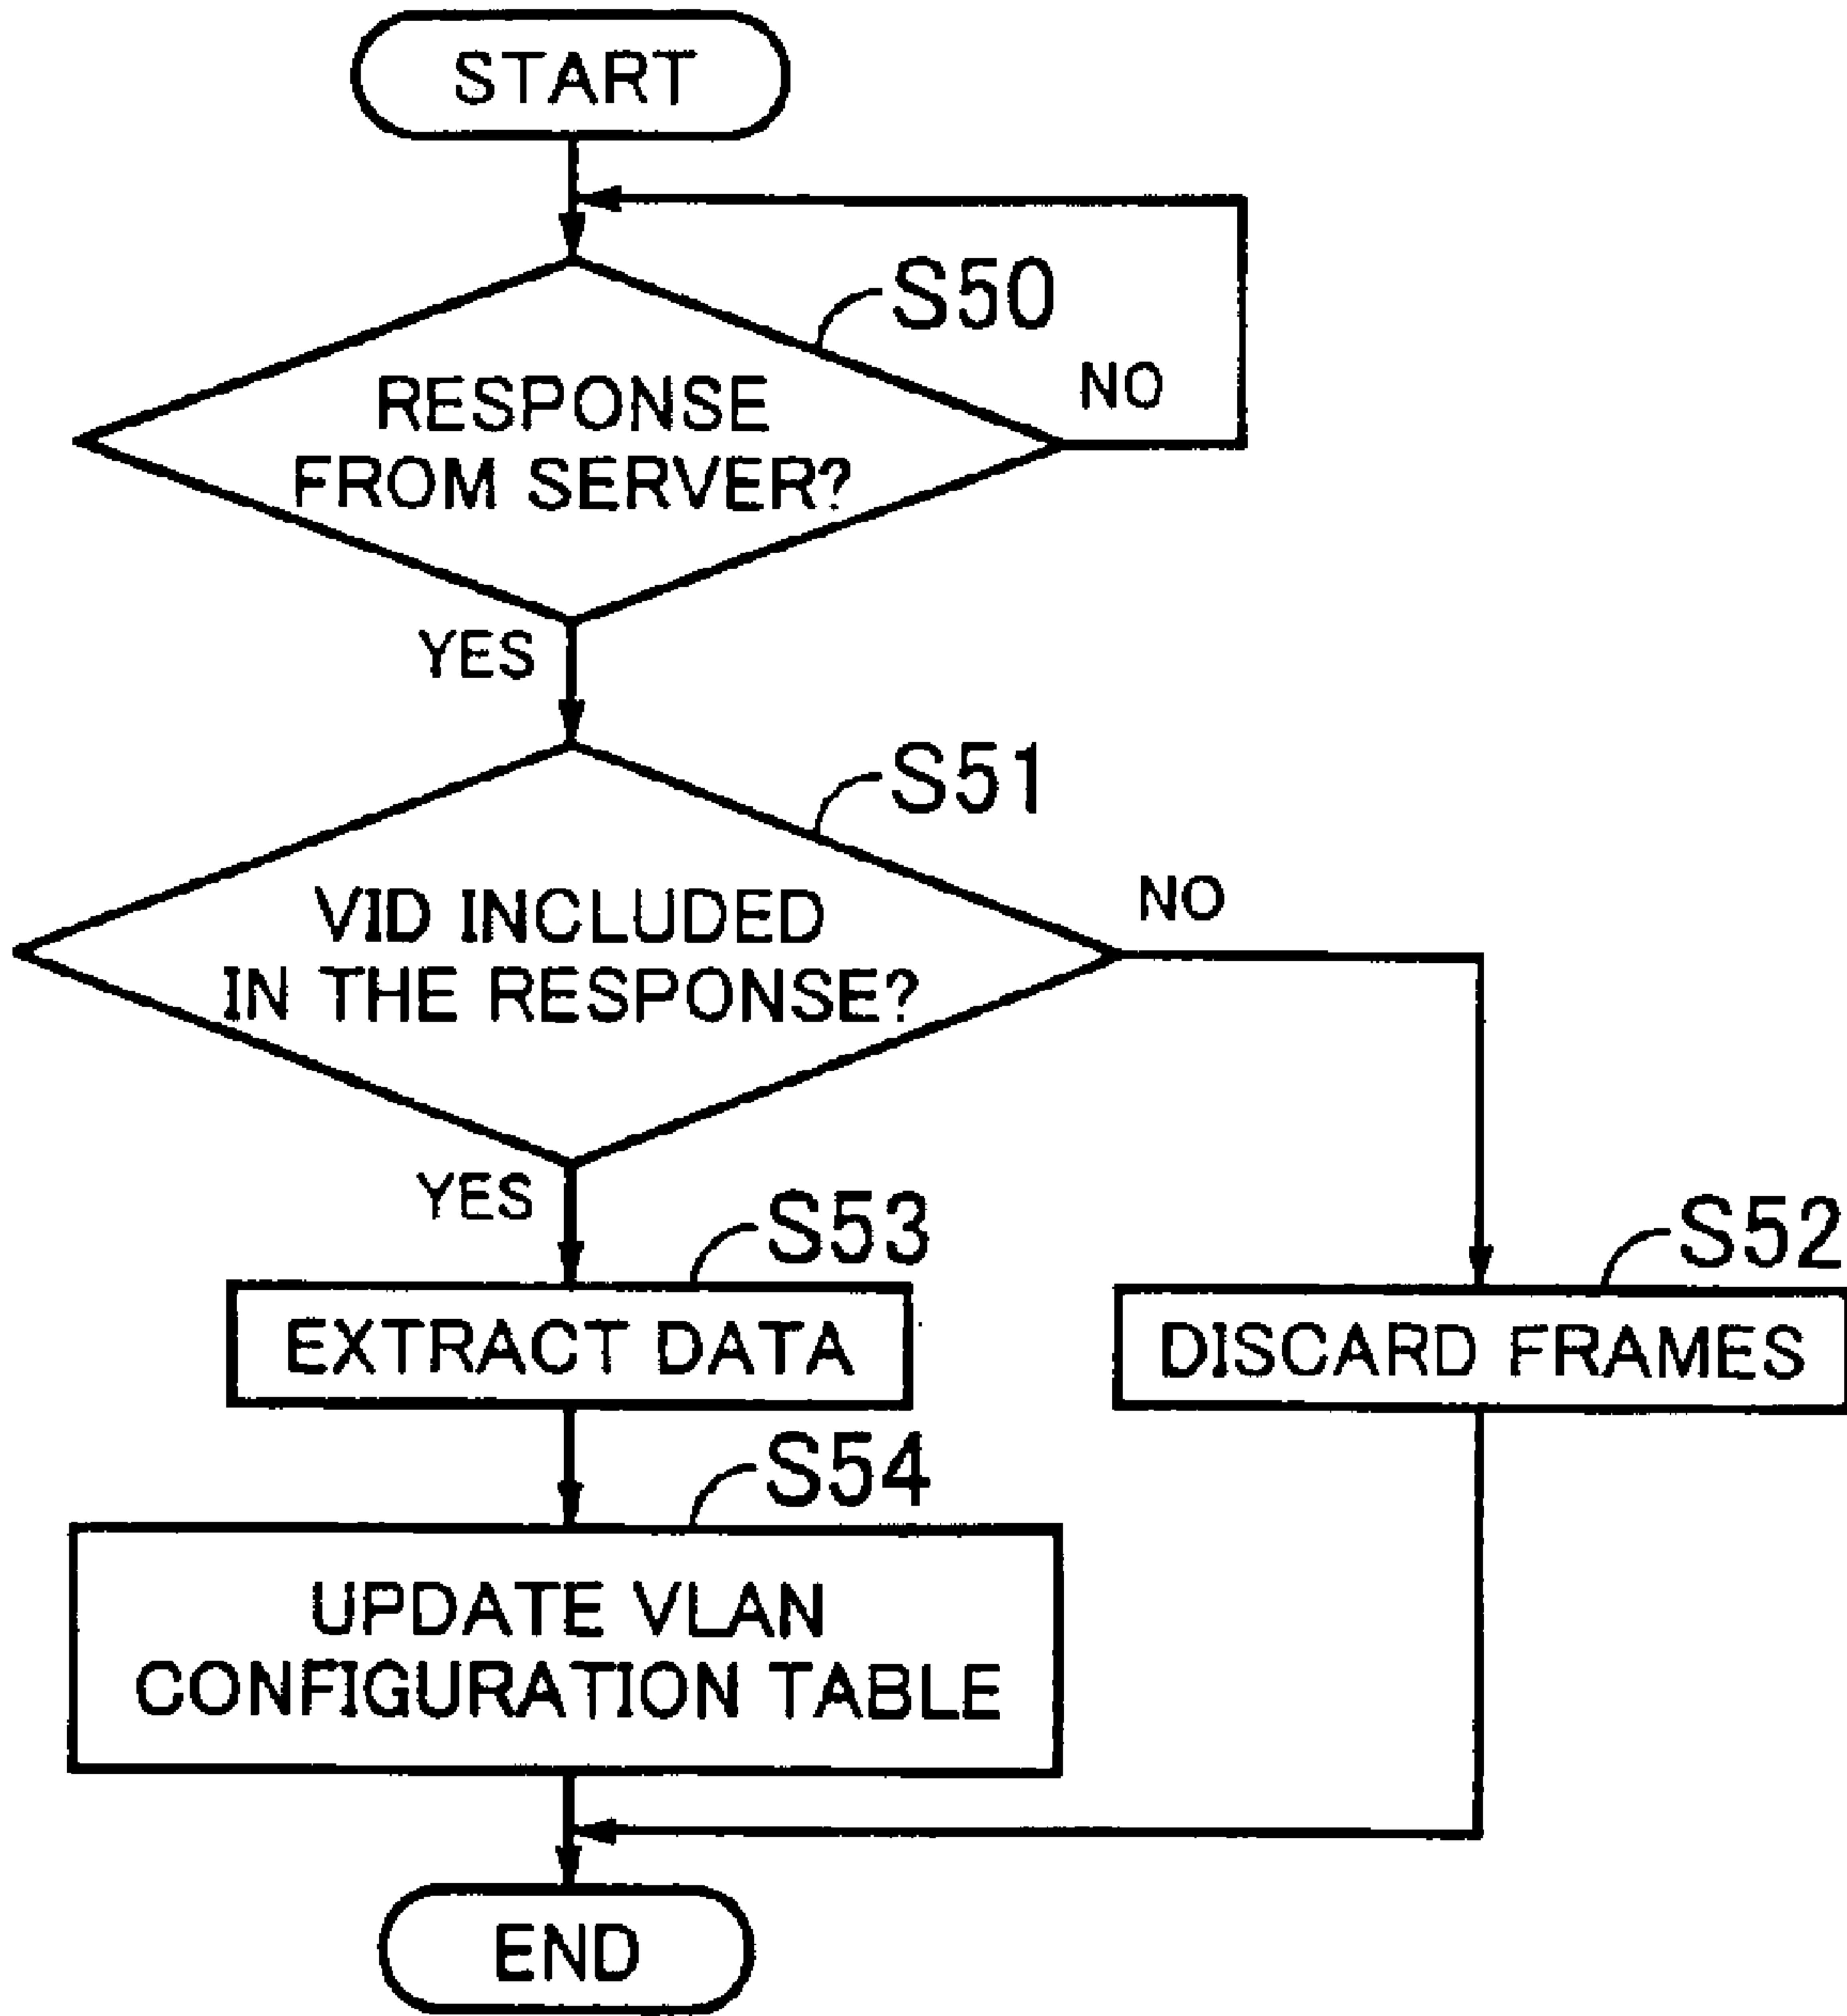 START
S50
RESPONSE
FROM SERVER?
NO
YES
S51
VID INCLUDED
IN THE RESPONSE?
NO
YES
S53
EXTRACT DATA
S52
DISCARD FRAMES
S54
UPDATE VLAN
CONFIGURATION TABLE
END